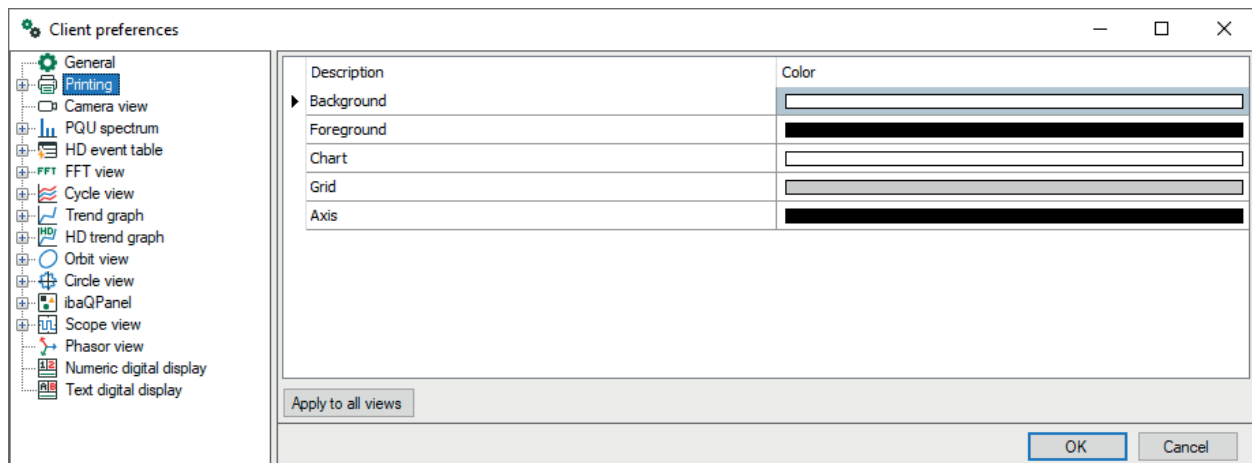 Client preferences
General
Printing
Camera view
PQU spectrum
HD event table
FFT FFT view
Cycle view
Trend graph
HD HD trend graph
Orbit view
Circle view
ibaQPanel
Scope view
Phasor view
12 Numeric digital display
AB Text digital display
Description Color
Background
Foreground
Chart
Grid
Axis
Apply to all views
OK Cancel